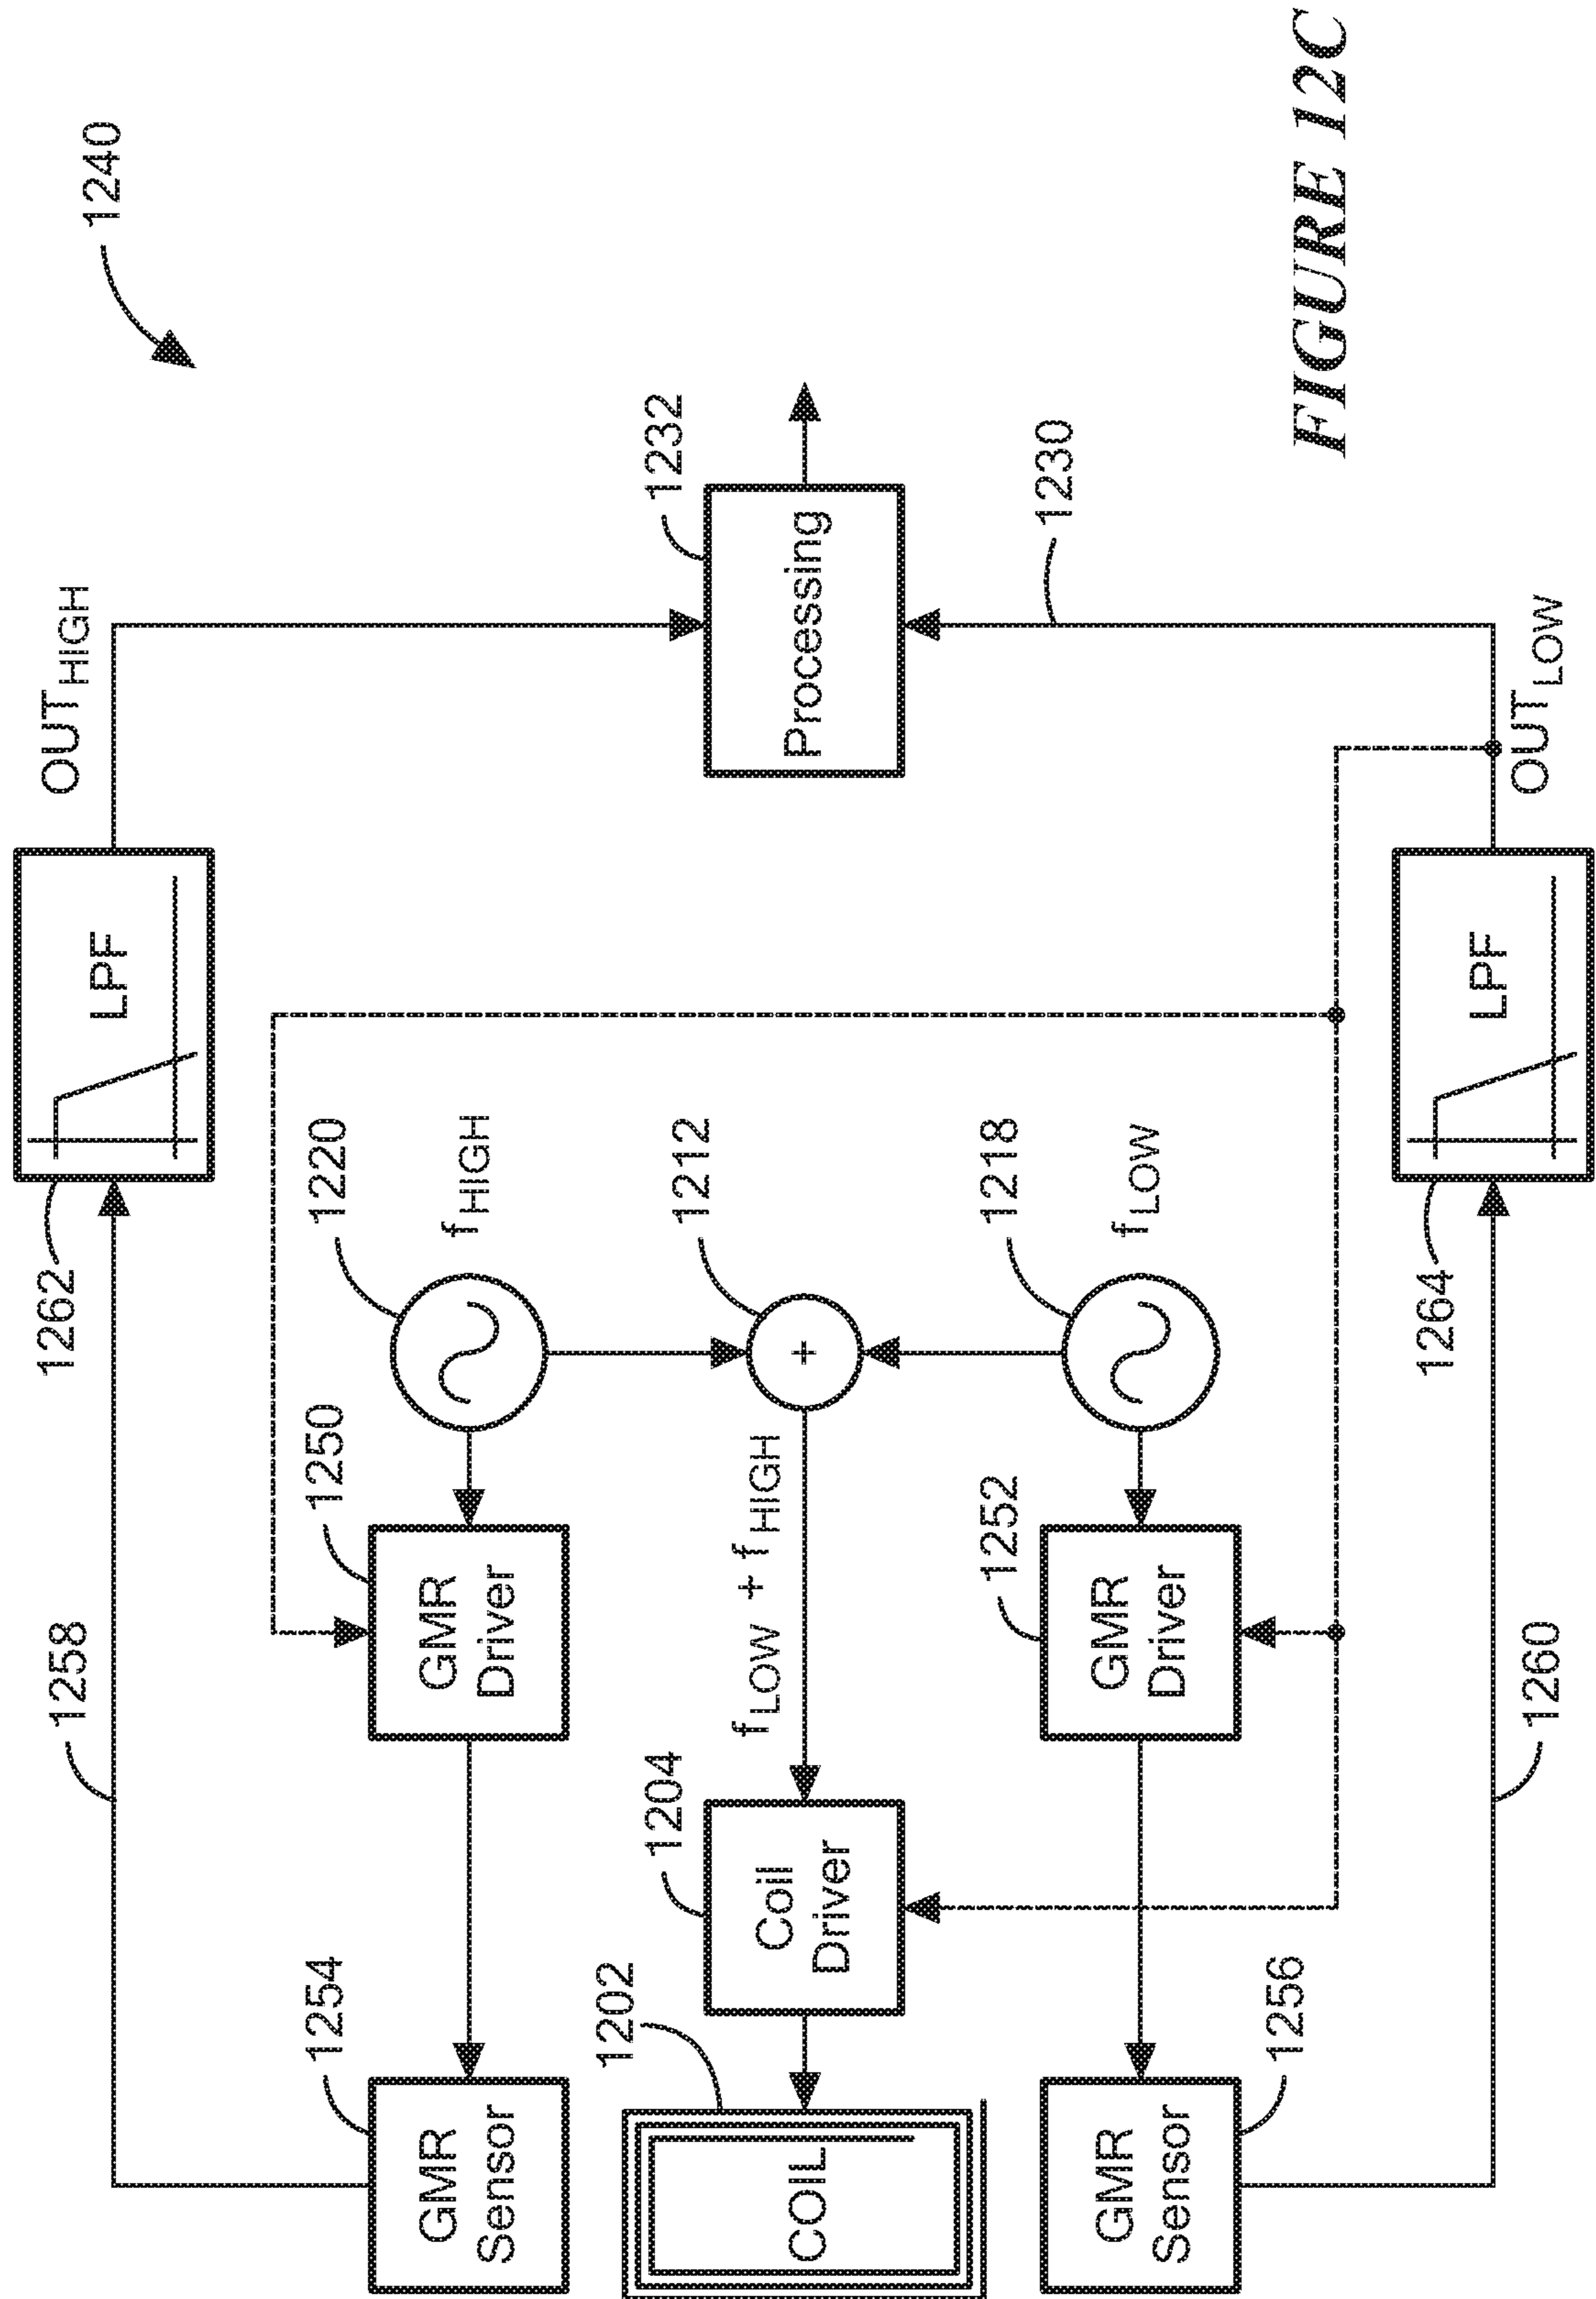 1240
OUT HIGH
OUT LOW
LPF
1262
LPF
1264
Processing
1232
1230
1258
1260
1220
f HIGH
1212
+
1218
f LOW
1250
GMR
Driver
f LOW + f HIGH
1252
GMR
Driver
1204
Coil
Driver
1254
GMR
Sensor
1202
COIL
1256
GMR
Sensor
FIGURE 12C